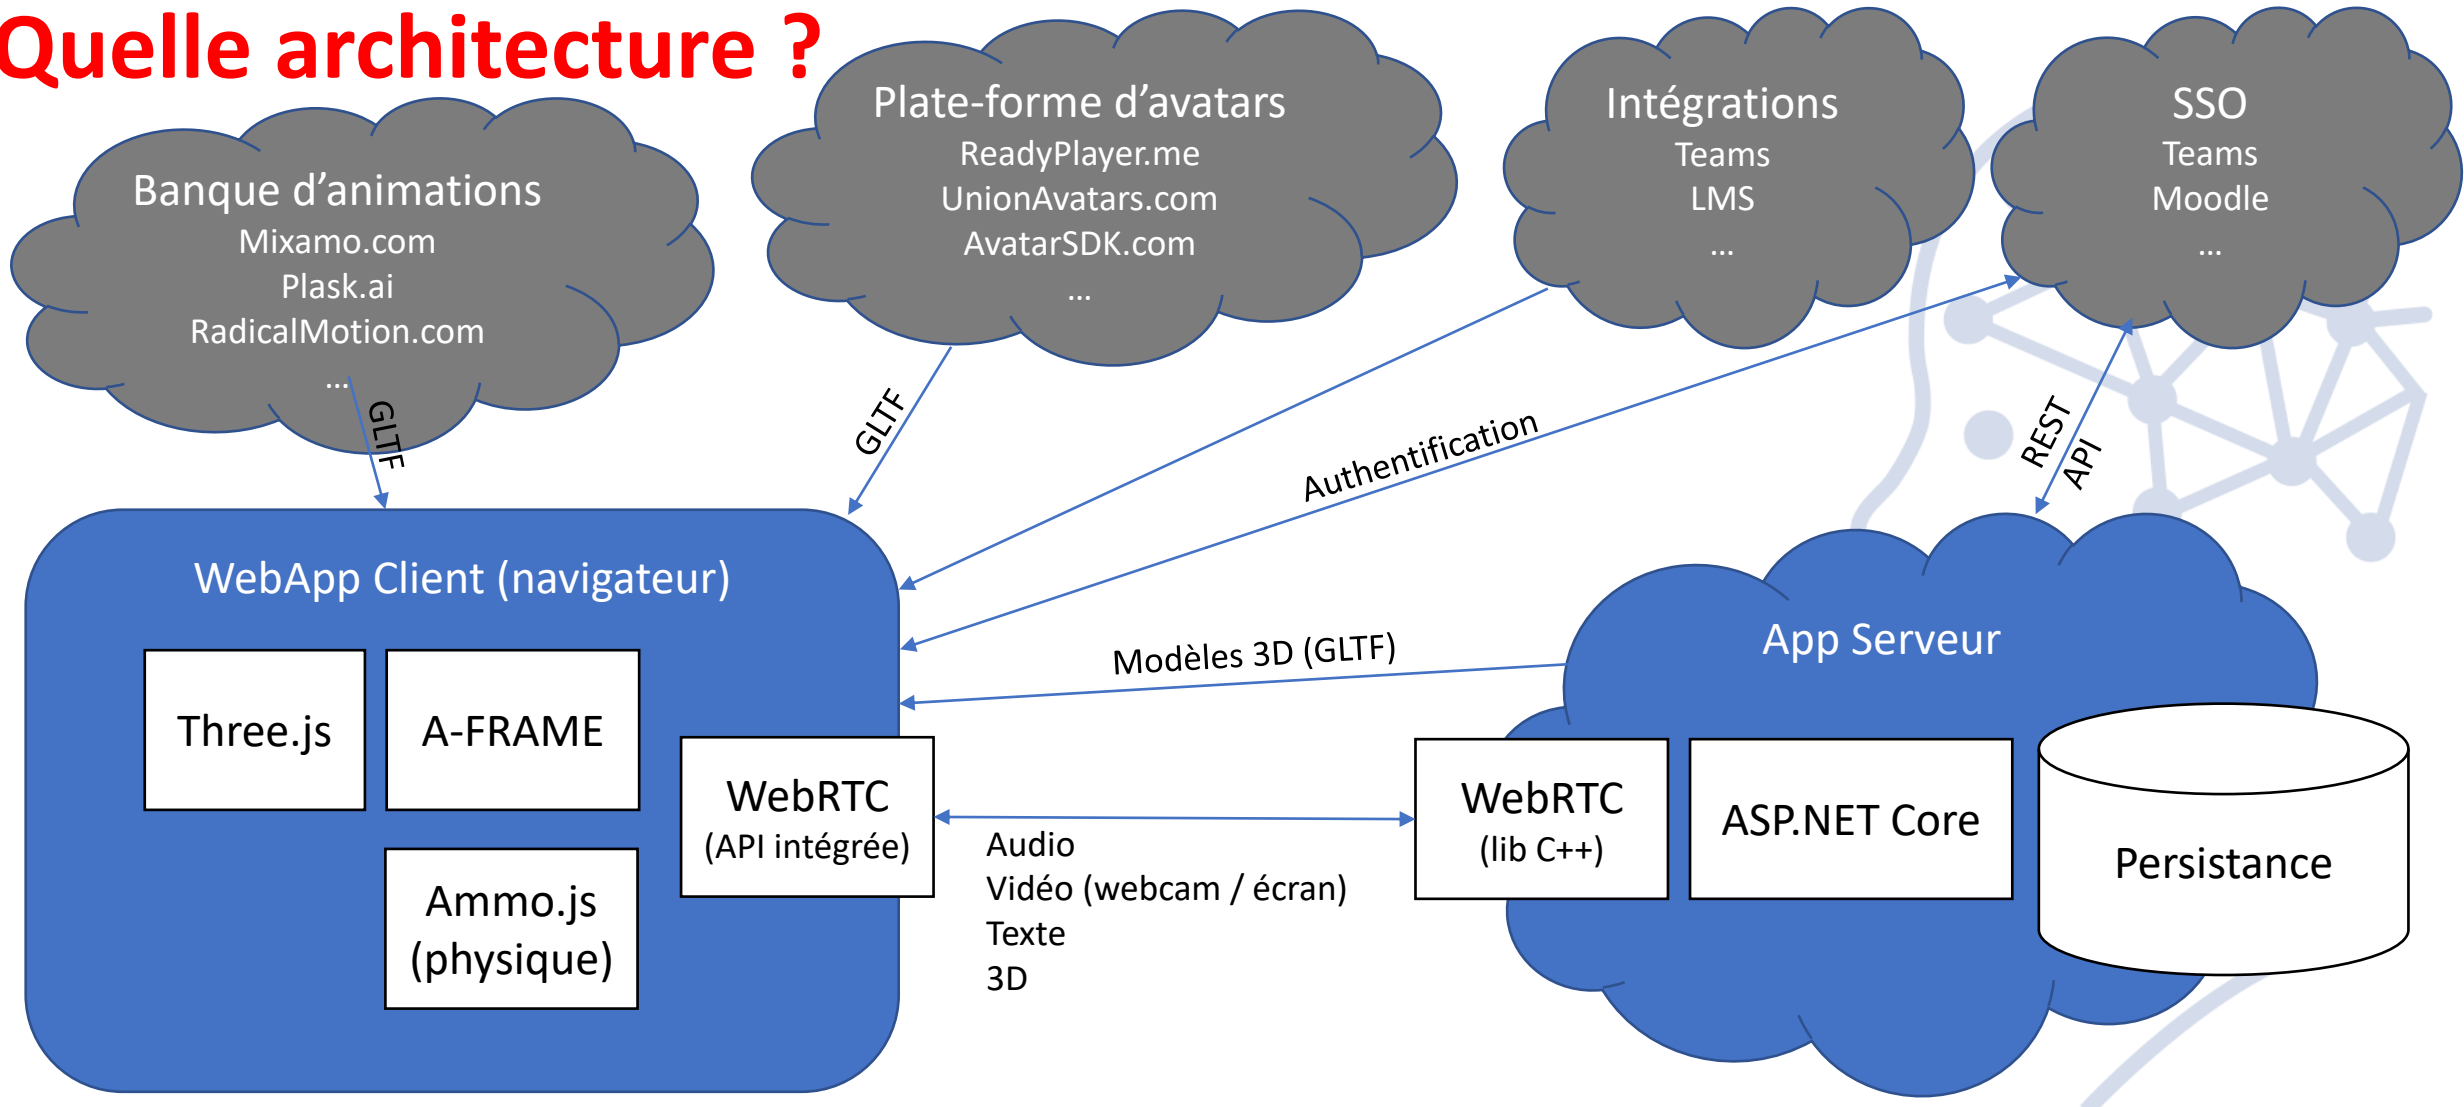 Quelle architecture ?
Banque d’animations
Mixamo.com
Plask.ai
RadicalMotion.com
...
Plate-forme d’avatars
ReadyPlayer.me
UnionAvatars.com
AvatarSDK.com
...
Intégrations
Teams
LMS
...
SSO
Teams
Moodle
...
GLTF
GLTF
Authentification
REST
API
WebApp Client (navigateur)
Three.js
A-FRAME
Ammo.js
(physique)
WebRTC
(API intégrée)
Modèles 3D (GLTF)
Audio
Vidéo (webcam / écran)
Texte
3D
App Serveur
WebRTC
(lib C++)
ASP.NET Core
Persistance